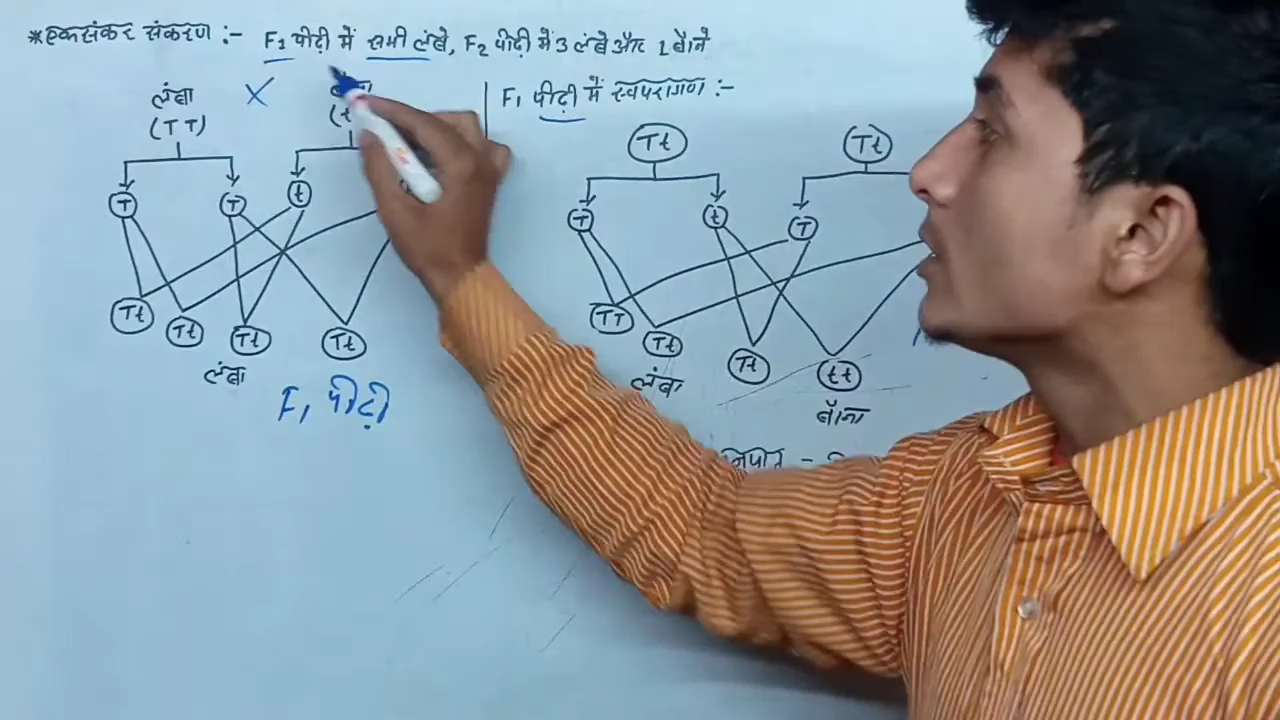 *एकसंकर संकरण :- F1 पीढ़ी में सभी लंबे, F2 पीढ़ी में 3 लंबे और 1 बौने
लंबा X
(TT)
T T t
Tt Tt Tt Tt
लंबा
F1 पीढ़ी
F1 पीढ़ी में स्वपरागण :-
Tt Tt
T t T
TT Tt Tt tt
लंबा बौना